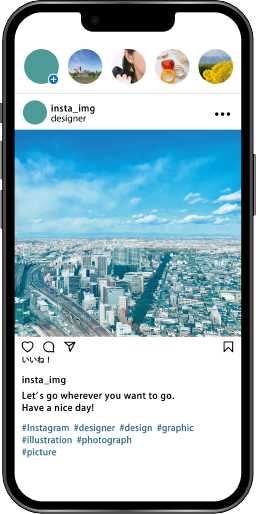 insta_img
designer
いいね！
insta_img
Let's go wherever you want to go.
Have a nice day!
#Instagram #designer #design #graphic
#illustration #photograph
#picture